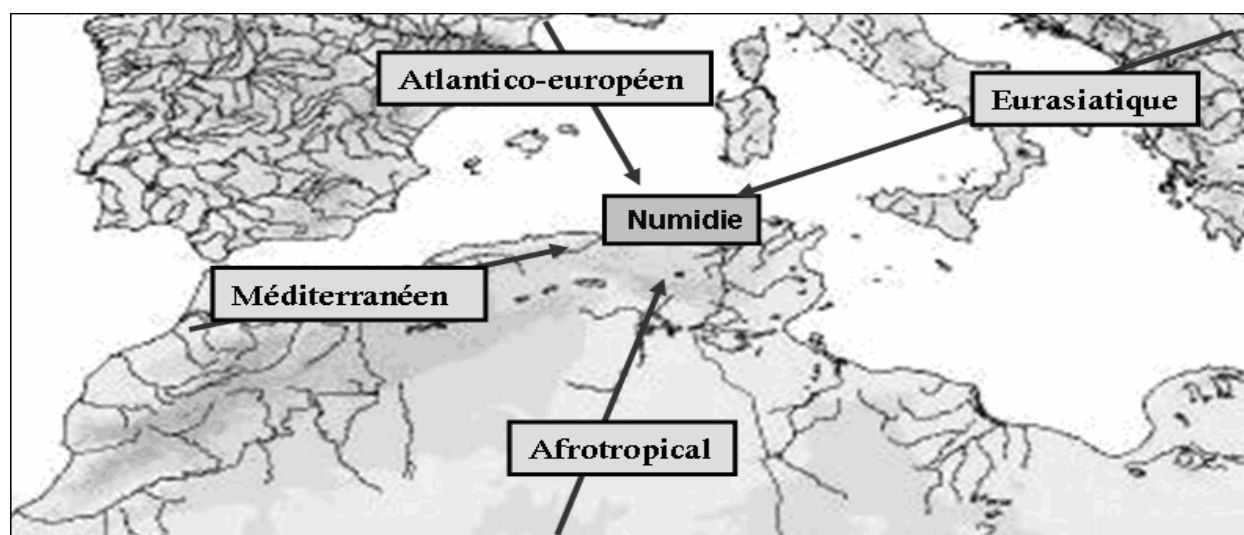 Atlantico-européen
Eurasiatique
Numidie
Méditerranéen
Afrotropical